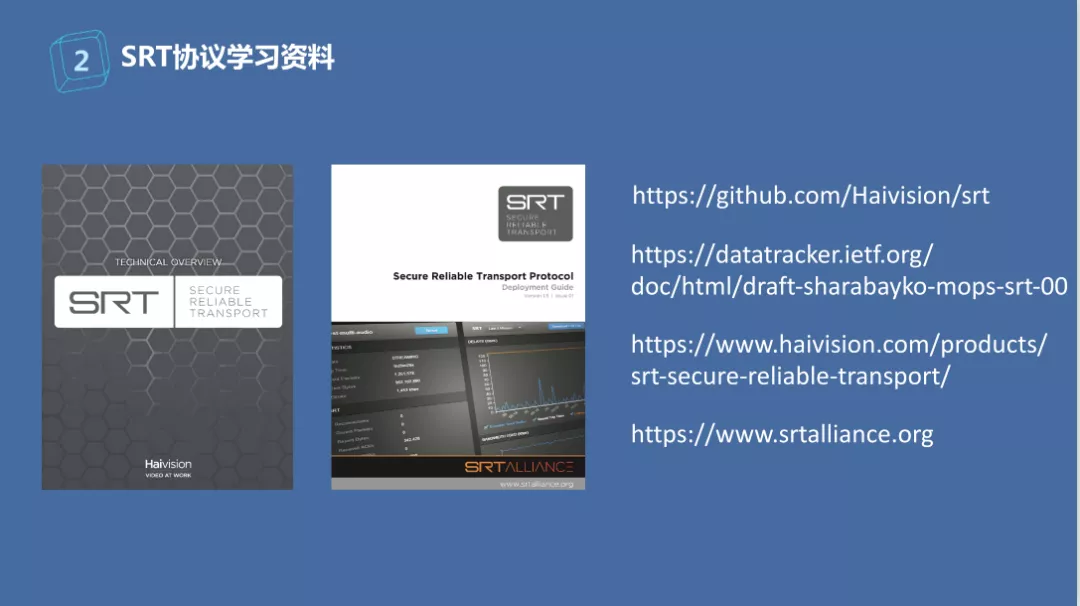 2
SRT协议学习资料
TECHNICAL OVERVIEW
SRT
SECURE
RELIABLE
TRANSPORT
Haivision
VIDEO AT WORK
SRT
SECURE
RELIABLE
TRANSPORT
Secure Reliable Transport Protocol
Deployment Guide
SRTALLIANCE
www.srtalliance.org
https://github.com/Haivision/srt
https://datatracker.ietf.org/
doc/html/draft-sharabayko-mops-srt-00
https://www.haivision.com/products/
srt-secure-reliable-transport/
https://www.srtalliance.org